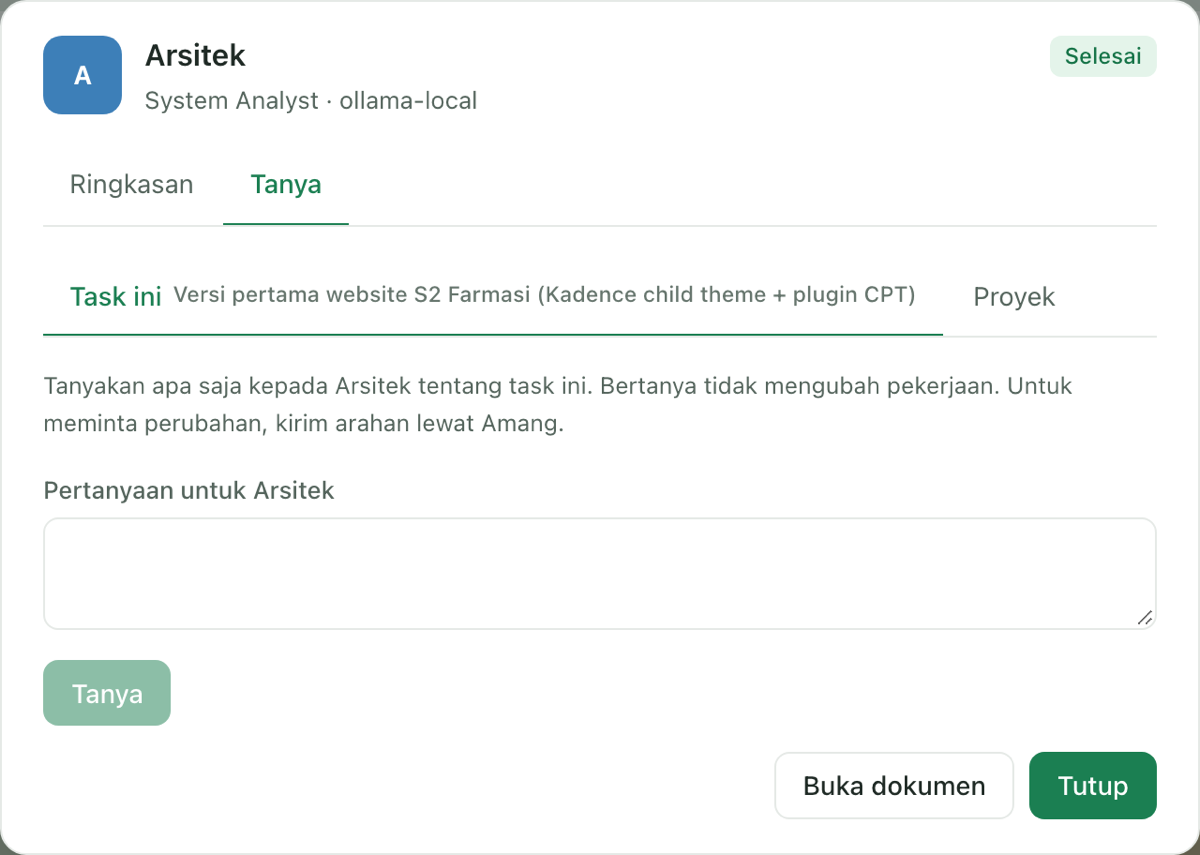 A
Arsitek
System Analyst · ollama-local
Selesai
Ringkasan
Tanya
Task ini Versi pertama website S2 Farmasi (Kadence child theme + plugin CPT)
Proyek
Tanyakan apa saja kepada Arsitek tentang task ini. Bertanya tidak mengubah pekerjaan. Untuk
meminta perubahan, kirim arahan lewat Amang.
Pertanyaan untuk Arsitek
Tanya
Buka dokumen
Tutup